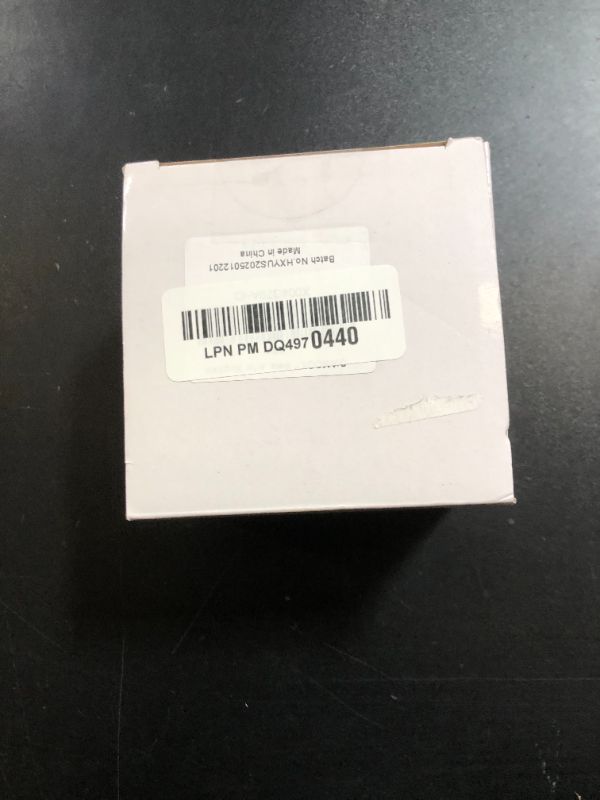 Made in China
Batch No.HXYUS2025012201
LPN PM DQ4970440